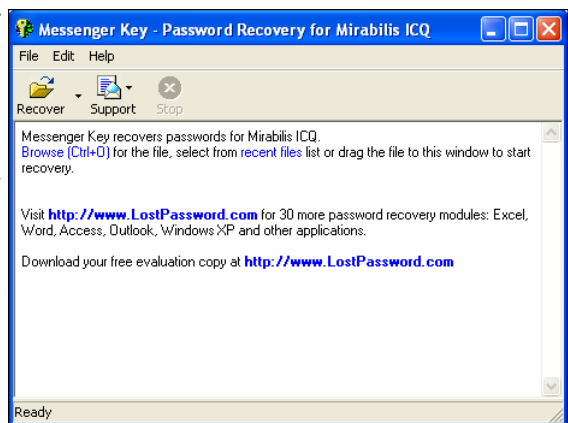 Messenger Key - Password Recovery for Mirabilis ICQ
File Edit Help
Recover Support Stop
Messenger Key recovers passwords for Mirabilis ICQ.
Browse (Ctrl+O) for the file, select from recent files list or drag the file to this window to start
recovery.
Visit http://www.LostPassword.com for 30 more password recovery modules: Excel,
Word, Access, Outlook, Windows XP and other applications.
Download your free evaluation copy at http://www.LostPassword.com
Ready